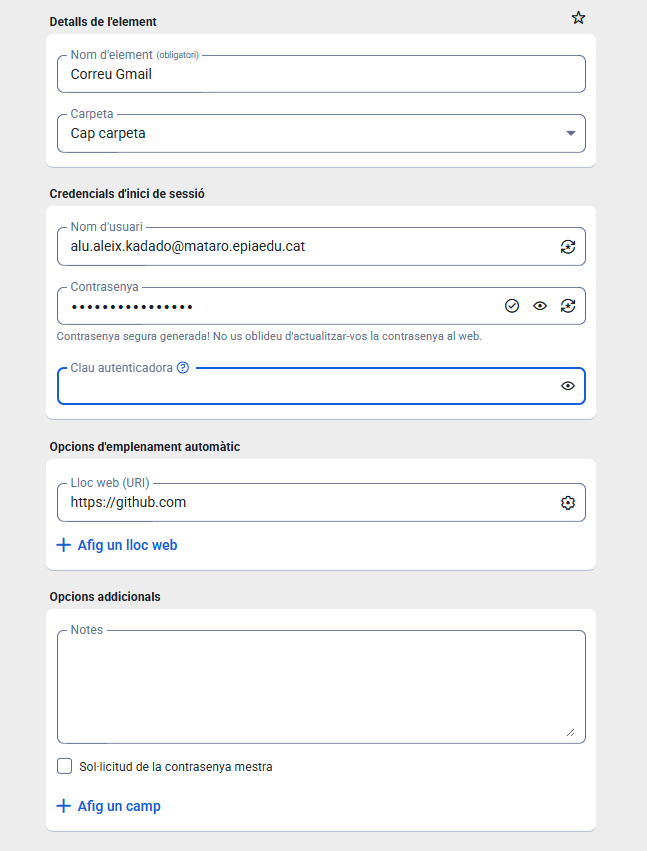 Detalls de l'element
Nom d'element (obligatori)
Correu Gmail
Carpeta
Cap carpeta
Credencials d'inici de sessió
Nom d'usuari
alu.aleix.kadado@mataro.epiaedu.cat
Contrasenya
••••••••••••••••
Contrasenya segura generada! No us oblideu d'actualitzar-vos la contrasenya al web.
Clau autenticadora
Opcions d'emplenament automàtic
Lloc web (URI)
https://github.com
Afig un lloc web
Opcions addicionals
Notes
Sol·licitud de la contrasenya mestra
Afig un camp